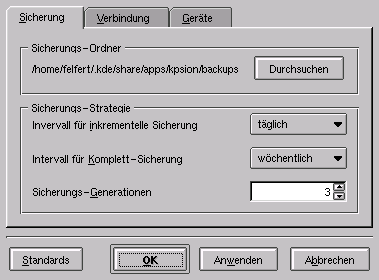 Sicherung Verbindung Geräte
Sicherungs-Ordner
/home/felfert/.kde/share/apps/kpsion/backups Durchsuchen
Sicherungs-Strategie
Invervall für inkrementelle Sicherung täglich
Intervall für Komplett-Sicherung wöchentlich
Sicherungs-Generationen 3
Standards OK Anwenden Abbrechen